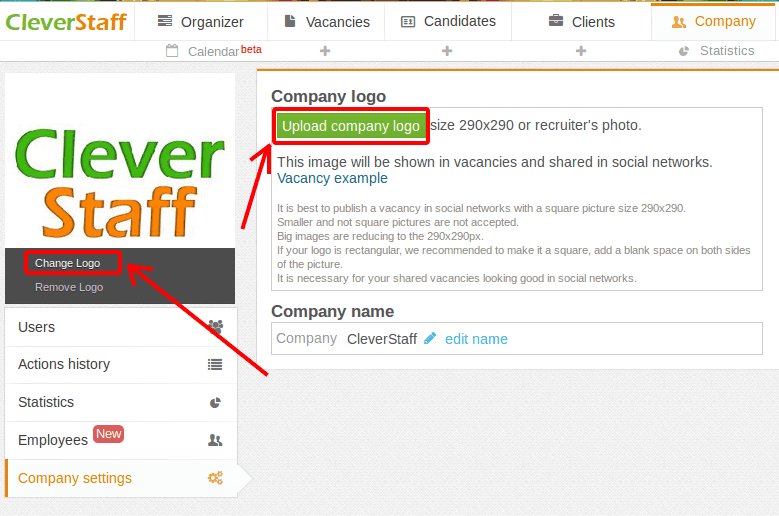 CleverStaff
Organizer
Vacancies
Candidates
Clients
Company
Calendar beta
+
+
+
Statistics
Clever
Staff
Change Logo
Remove Logo
Users
Actions history
Statistics
Employees New
Company settings
Company logo
Upload company logo size 290x290 or recruiter's photo.
This image will be shown in vacancies and shared in social networks.
Vacancy example
It is best to publish a vacancy in social networks with a square picture size 290x290.
Smaller and not square pictures are not accepted.
Big images are reducing to the 290x290px.
If your logo is rectangular, we recommended to make it a square, add a blank space on both sides
of the picture.
It is necessary for your shared vacancies looking good in social networks.
Company name
Company CleverStaff edit name